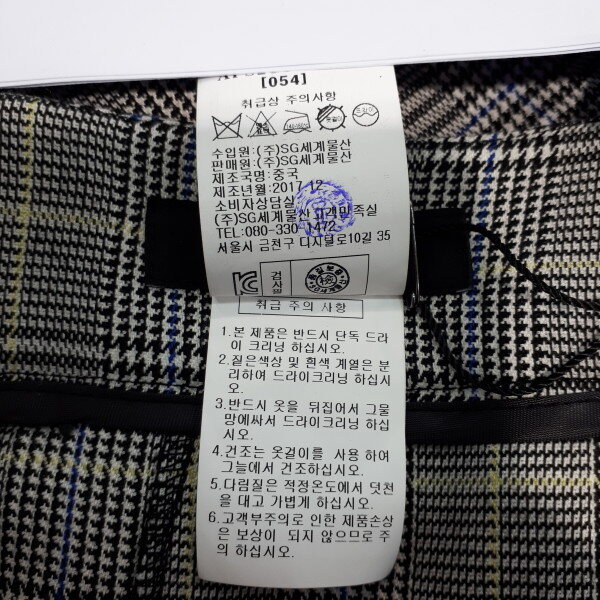 [054]
취급상 주의사항
수입원:(주)SG세계물산
판매원:(주)SG세계물산
제조국명:중국
제조년월2017.12
소비자상담실
(주)SG세계물산고객만족실
TEL:080-330-1472
서울시 금천구 디지털로10길 35
검사필
취급 주의 사항
1.본 제품은 반드시 단독 드라
이 크리닝 하십시오.
2.짙은색상 및 흰색 계열은 분
리하여 드라이크리닝 하십시오.
3.반드시 옷을 뒤집어서 그물
망에싸서 드라이크리닝 하십
시오.
4.건조는 옷걸이를 사용 하여
그늘에서 건조하십시오.
5.다림질은 적정온도에서 덧천
을 대고 가볍게 하십시오.
6.고객부주의로 인한 제품손상
은 보상이 되지 않으므로 주의
하십시오.